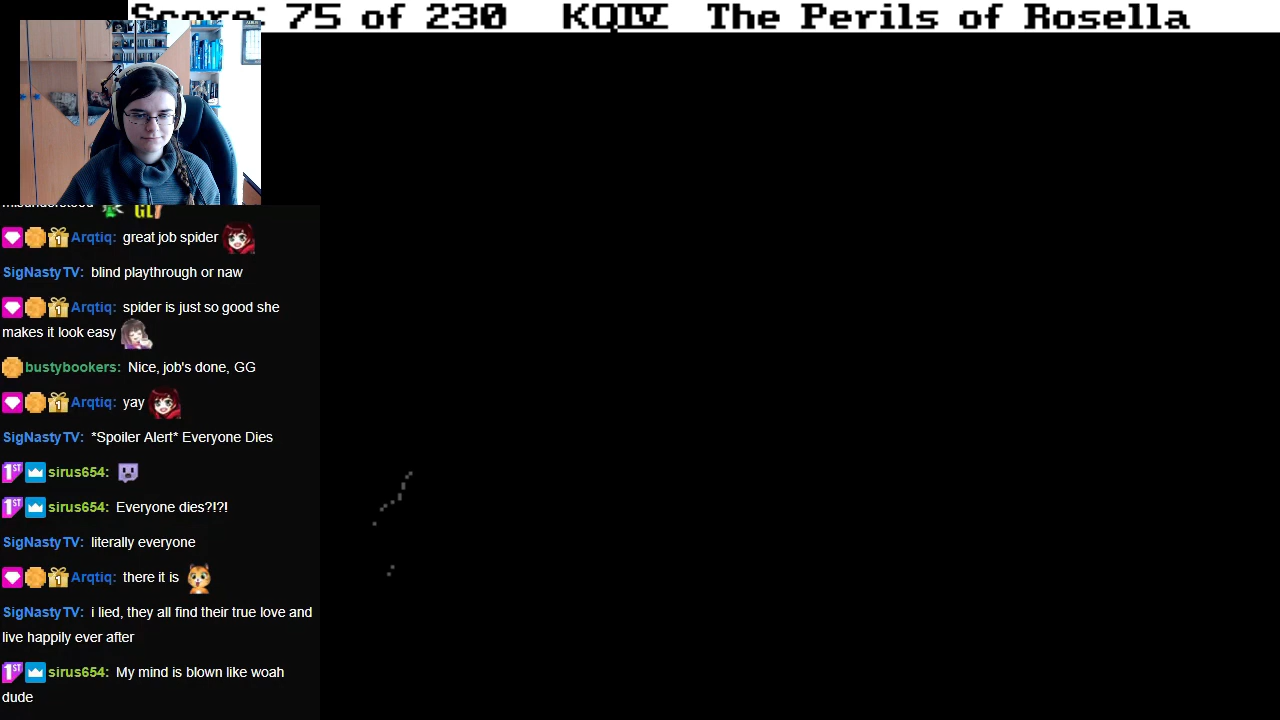 Score: 75 of 230 KQIV The Perils of Rosella
misunderstood
Arqtiq: great job spider
SigNastyTV: blind playthrough or naw
Arqtiq: spider is just so good she
makes it look easy
bustybookers: Nice, job's done, GG
Arqtiq: yay
SigNastyTV: *Spoiler Alert* Everyone Dies
sirus654:
sirus654: Everyone dies?!?!
SigNastyTV: literally everyone
Arqtiq: there it is
SigNastyTV: i lied, they all find their true love and
live happily ever after
sirus654: My mind is blown like woah
dude